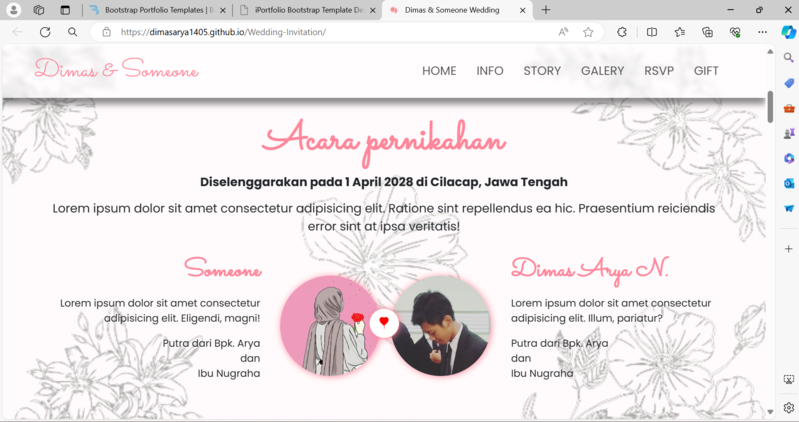 Bootstrap Portfolio Templates | B
iPortfolio Bootstrap Template De
Dimas & Someone Wedding
https://dimasarya1405.github.io/Wedding-Invitation/
Dimas & Someone
HOME INFO STORY GALERY RSVP GIFT
Acara pernikahan
Diselenggarakan pada 1 April 2028 di Cilacap, Jawa Tengah
Lorem ipsum dolor sit amet consectetur adipisicing elit. Ratione sint repellendus ea hic. Praesentium reiciendis
error sint at ipsa veritatis!
Someone
Lorem ipsum dolor sit amet consectetur
adipisicing elit. Eligendi, magni!
Putra dari Bpk. Arya
dan
Ibu Nugraha
Dimas Arya N.
Lorem ipsum dolor sit amet consectetur
adipisicing elit. Illum, pariatur?
Putra dari Bpk. Arya
dan
Ibu Nugraha